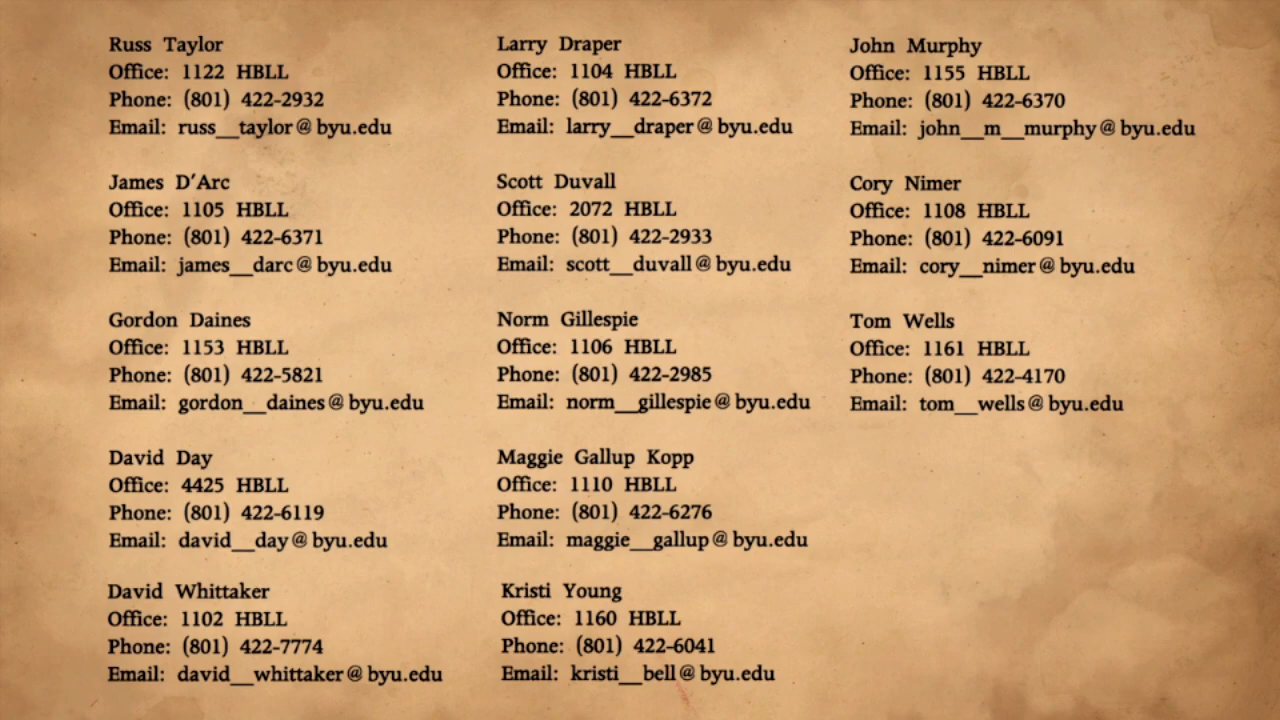 Russ Taylor
Office: 1122 HBLL
Phone: (801) 422-2932
Email: russ_taylor@byu.edu
James D'Arc
Office: 1105 HBLL
Phone: (801) 422-6371
Email: james_darc@byu.edu
Gordon Daines
Office: 1153 HBLL
Phone: (801) 422-5821
Email: gordon_daines@byu.edu
David Day
Office: 4425 HBLL
Phone: (801) 422-6119
Email: david_day@byu.edu
David Whittaker
Office: 1102 HBLL
Phone: (801) 422-7774
Email: david_whittaker@byu.edu
Larry Draper
Office: 1104 HBLL
Phone: (801) 422-6372
Email: larry_draper@byu.edu
Scott Duvall
Office: 2072 HBLL
Phone: (801) 422-2933
Email: scott_duvall@byu.edu
Norm Gillespie
Office: 1106 HBLL
Phone: (801) 422-2985
Email: norm_gillespie@byu.edu
Maggie Gallup Kopp
Office: 1110 HBLL
Phone: (801) 422-6276
Email: maggie_gallup@byu.edu
Kristi Young
Office: 1160 HBLL
Phone: (801) 422-6041
Email: kristi_bell@byu.edu
John Murphy
Office: 1155 HBLL
Phone: (801) 422-6370
Email: john_m_murphy@byu.edu
Cory Nimer
Office: 1108 HBLL
Phone: (801) 422-6091
Email: cory_nimer@byu.edu
Tom Wells
Office: 1161 HBLL
Phone: (801) 422-4170
Email: tom_wells@byu.edu